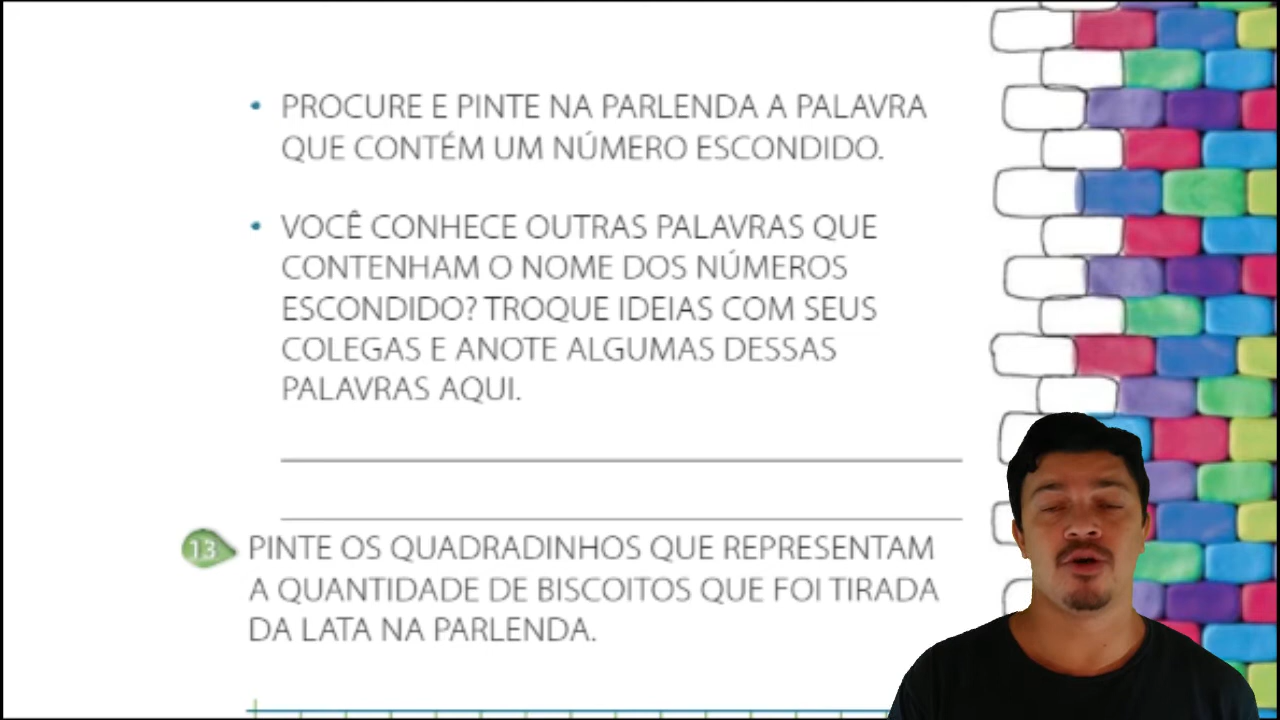 • PROCURE E PINTE NA PARLENDA A PALAVRA
QUE CONTÉM UM NÚMERO ESCONDIDO.
• VOCÊ CONHECE OUTRAS PALAVRAS QUE
CONTENHAM O NOME DOS NÚMEROS
ESCONDIDO? TROQUE IDEIAS COM SEUS
COLEGAS E ANOTE ALGUMAS DESSAS
PALAVRAS AQUI.
13 PINTE OS QUADRADINHOS QUE REPRESENTAM
A QUANTIDADE DE BISCOITOS QUE FOI TIRADA
DA LATA NA PARLENDA.